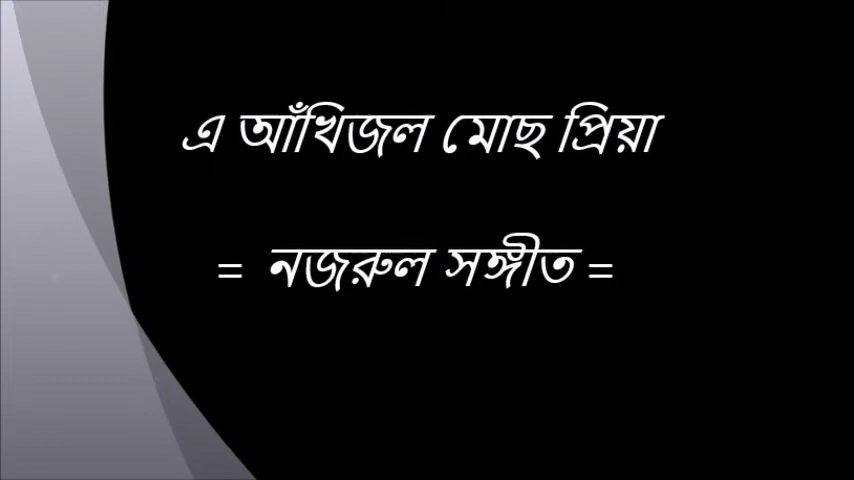 এ আঁখিজল মোছ প্রিয়া
= নজরুল সঙ্গীত =